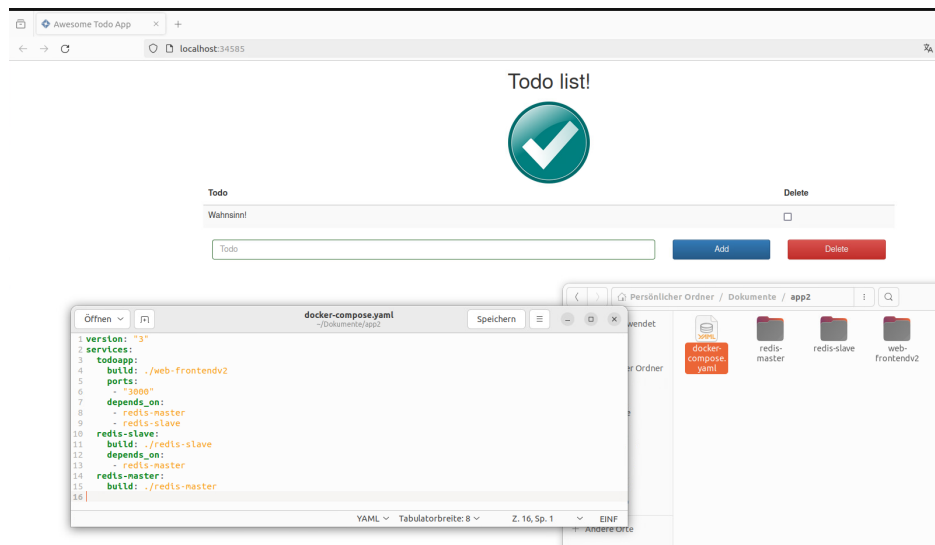 Awesome Todo App
localhost:34585
Todo list!
Todo Delete
Wahnsinn!
Todo Add Delete
Persönlicher Ordner / Dokumente / app2
Öffnen docker-compose.yaml Speichern
~/Dokumente/app2
1 version: "3"
2 services:
3   todoapp:
4     build: ./web-frontendv2
5     ports:
6      - "3000"
7     depends_on:
8      - redis-master
9      - redis-slave
10   redis-slave:
11     build: ./redis-slave
12     depends_on:
13      - redis-master
14   redis-master:
15     build: ./redis-master
16
YAML Tabulatorbreite: 8 Z. 16, Sp. 1 EINF
wendet
er Ordner
YAML
docker-
compose.
yaml
redis-
master
redis-slave
web-
frontendv2
+ Andere Orte